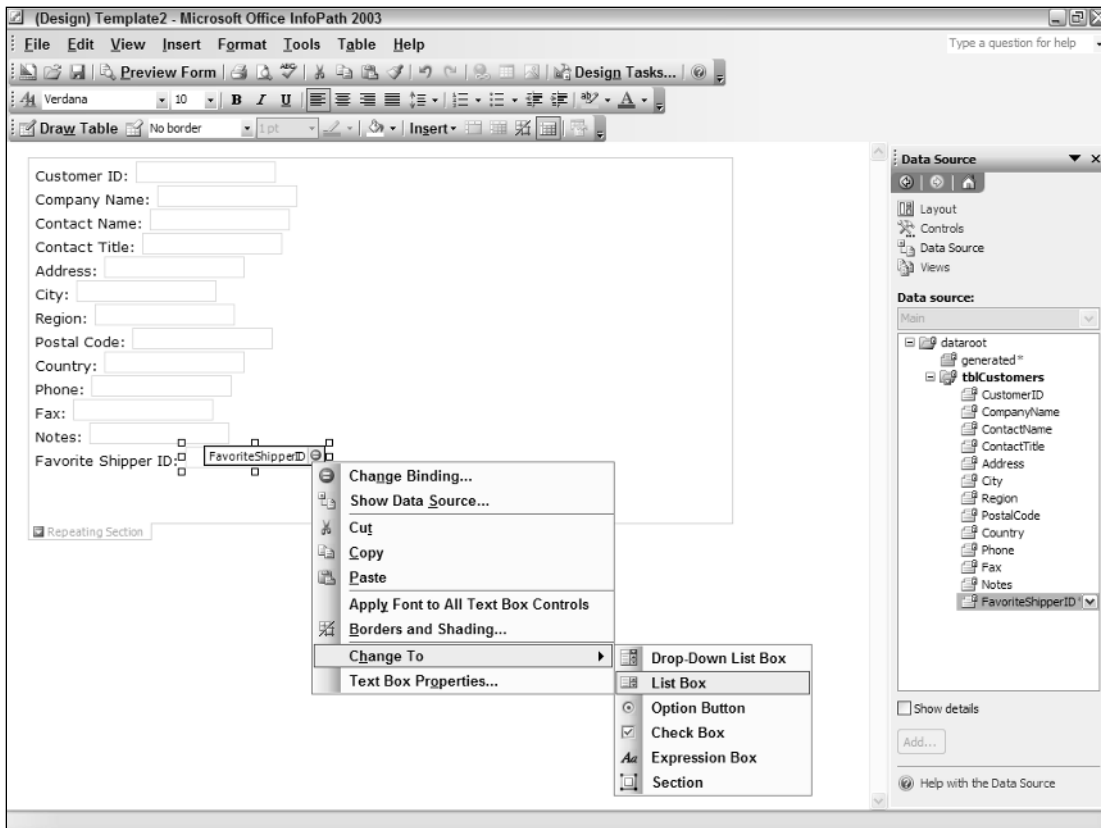 (Design) Template2 - Microsoft Office InfoPath 2003
File Edit View Insert Format Tools Table Help
Type a question for help
Preview Form Design Tasks...
Verdana 10 B I U
Draw Table No border 1 pt Insert
Customer ID:
Company Name:
Contact Name:
Contact Title:
Address:
City:
Region:
Postal Code:
Country:
Phone:
Fax:
Notes:
Favorite Shipper ID: FavoriteShipperID
Repeating Section
Change Binding...
Show Data Source...
Cut
Copy
Paste
Apply Font to All Text Box Controls
Borders and Shading...
Change To
Text Box Properties...
Drop-Down List Box
List Box
Option Button
Check Box
Aa Expression Box
Section
Data Source
Layout
Controls
Data Source
Views
Data source:
Main
dataroot
generated*
tblCustomers
CustomerID
CompanyName
ContactName
ContactTitle
Address
City
Region
PostalCode
Country
Phone
Fax
Notes
FavoriteShipperID
Show details
Add...
Help with the Data Source